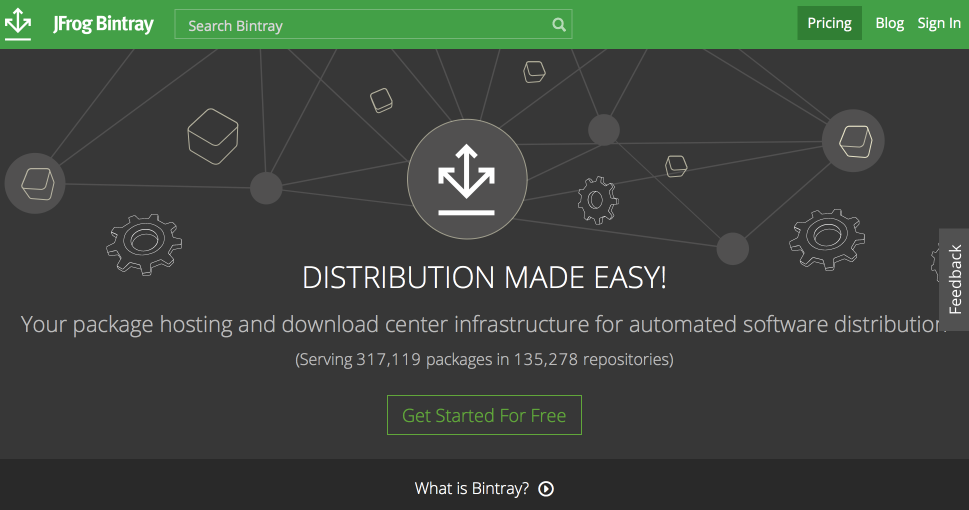 JFrog Bintray
Search Bintray
Pricing
Blog
Sign In
DISTRIBUTION MADE EASY!
Your package hosting and download center infrastructure for automated software distribution
(Serving 317,119 packages in 135,278 repositories)
Get Started For Free
What is Bintray?
Feedback